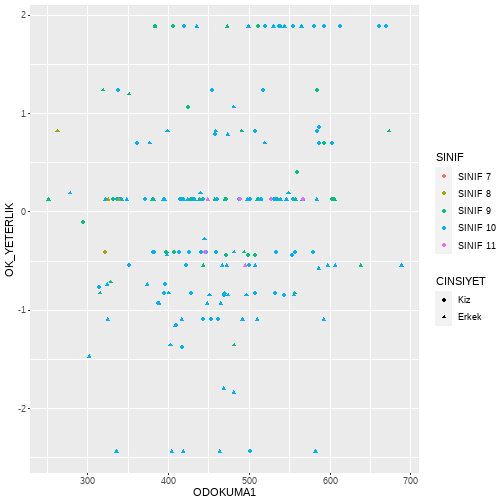 2
1
0
-1
-2
OK_YETERLIK
300 400 500 600 700
ODOKUMA1
SINIF
SINIF 7
SINIF 8
SINIF 9
SINIF 10
SINIF 11
CINSIYET
Kiz
Erkek